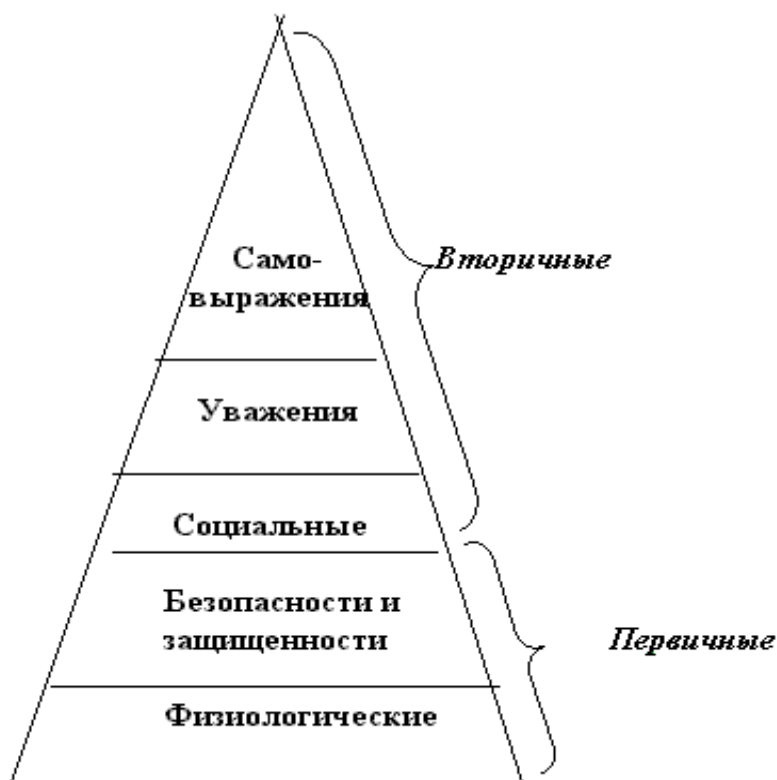 Само-
выражения
Вторичные
Уважения
Социальные
Безопасности и
защищенности
Первичные
Физиологические